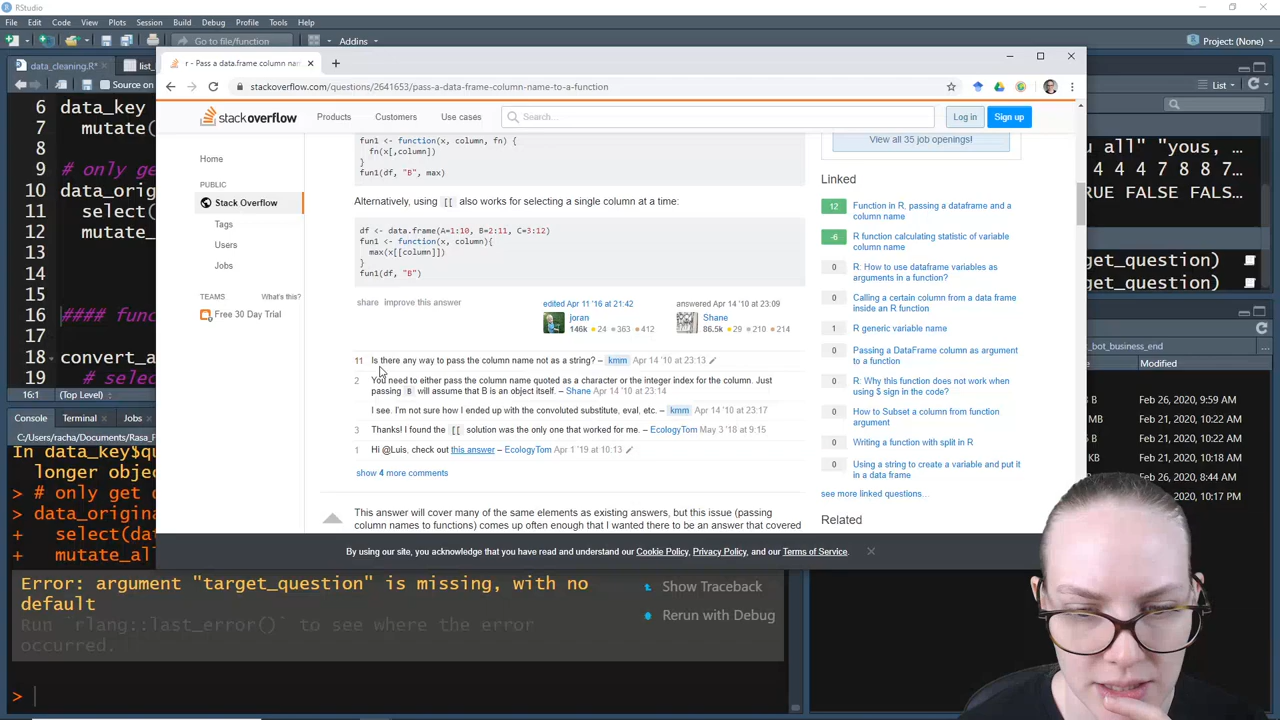 RStudio
File Edit Code View Plots Session Build Debug Profile Tools Help
Go to file/function
Addins
Project: (None)
data_cleaning.R*
list_
Source on
List
6 data_key
7 mutate(
8
9 # only ge
10 data_orig
11 select(
12 mutate_
13
14
15
16 #### func
17
18 convert_a
19 # selec
16:1 (Top Level)
r - Pass a data.frame column nam
stackoverflow.com/questions/2641653/pass-a-data-frame-column-name-to-a-function
stackoverflow
Products Customers Use cases
Search...
Log in Sign up
Home
PUBLIC
Stack Overflow
Tags
Users
Jobs
TEAMS What's this?
Free 30 Day Trial
fun1 <- function(x, column, fn) {
fn(x[,column])
}
fun1(df, "B", max)
Alternatively, using [[ also works for selecting a single column at a time:
df <- data.frame(A=1:10, B=2:11, C=3:12)
fun1 <- function(x, column){
max(x[[column]])
}
fun1(df, "B")
share improve this answer
edited Apr 11 '16 at 21:42
joran
146k 24 363 412
answered Apr 14 '10 at 23:09
Shane
86.5k 29 210 214
11 Is there any way to pass the column name not as a string? – kmm Apr 14 '10 at 23:13
2 You need to either pass the column name quoted as a character or the integer index for the column. Just
passing B will assume that B is an object itself. – Shane Apr 14 '10 at 23:14
I see. I'm not sure how I ended up with the convoluted substitute, eval, etc. – kmm Apr 14 '10 at 23:17
3 Thanks! I found the [[ solution was the only one that worked for me. – EcologyTom May 3 '18 at 9:15
1 Hi @Luis, check out this answer – EcologyTom Apr 1 '19 at 10:13
show 4 more comments
This answer will cover many of the same elements as existing answers, but this issue (passing
column names to functions) comes up often enough that I wanted there to be an answer that covered
View all 35 job openings!
Linked
12 Function in R, passing a dataframe and a
column name
-6 R function calculating statistic of variable
column name
0 R: How to use dataframe variables as
arguments in a function?
0 Calling a certain column from a data frame
inside an R function
1 R generic variable name
0 Passing a DataFrame column as argument
to a function
0 R: Why this function does not work when
using $ sign in the code?
0 How to Subset a column from function
argument
0 Writing a function with split in R
0 Using a string to create a variable and put it
in a data frame
see more linked questions...
Related
By using our site, you acknowledge that you have read and understand our Cookie Policy, Privacy Policy, and our Terms of Service.
u all" "yous, …
4 4 4 7 8 8 7…
RUE FALSE FALS…
get_question)
get_question)
_bot_business_end
Modified
B Feb 26, 2020, 9:59 AM
B Feb 21, 2020, 10:22 AM
KB Feb 26, 2020, 10:18 AM
Feb 26, 2020, 8:44 AM
Feb 20, 2020, 10:17 PM
Console Terminal Jobs
C:/Users/racha/Documents/Rasa_P
In data_key$q
longer objec
> # only get o
> data_origina
+ select(dat
+ mutate_all
Error: argument "target_question" is missing, with no
default
Run `rlang::last_error()` to see where the error
occurred.
Show Traceback
Rerun with Debug
>